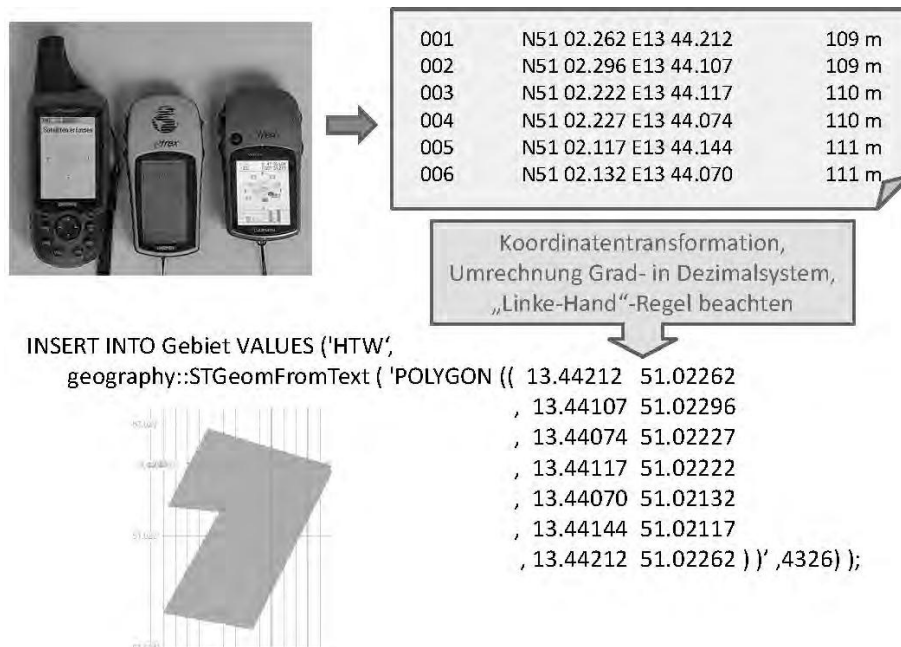 001 N51 02.262 E13 44.212 109 m
002 N51 02.296 E13 44.107 109 m
003 N51 02.222 E13 44.117 110 m
004 N51 02.227 E13 44.074 110 m
005 N51 02.117 E13 44.144 111 m
006 N51 02.132 E13 44.070 111 m
Koordinatentransformation,
Umrechnung Grad- in Dezimalsystem,
„Linke-Hand“-Regel beachten
INSERT INTO Gebiet VALUES ('HTW‘,
geography::STGeomFromText ( 'POLYGON (( 13.44212 51.02262
, 13.44107 51.02296
, 13.44074 51.02227
, 13.44117 51.02222
, 13.44070 51.02132
, 13.44144 51.02117
, 13.44212 51.02262 ) )’ ,4326) );